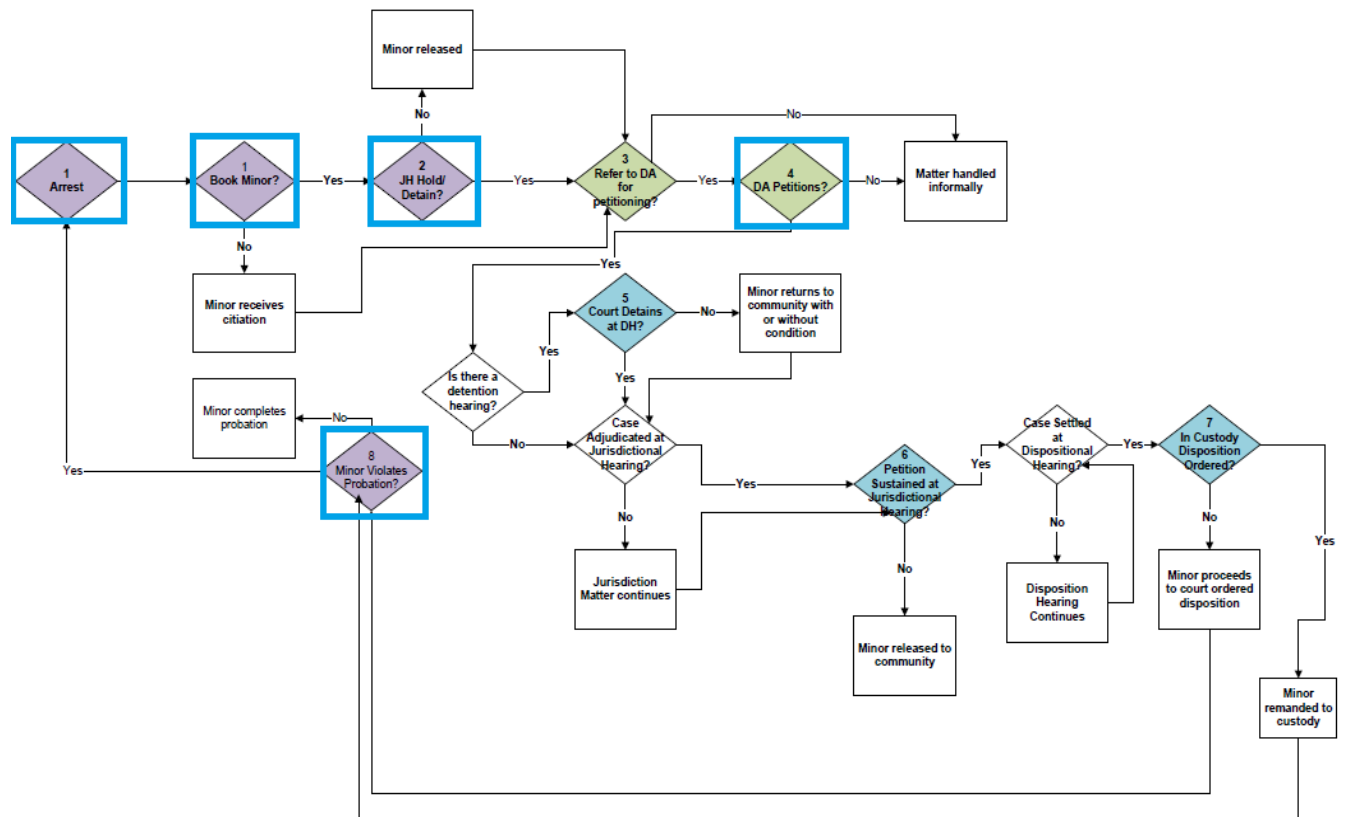 Minor released
No
No
1
Arrest
1
Book Minor?
Yes
2
JH Hold/
Detain?
Yes
3
Refer to DA
for
petitioning?
Yes
4
DA Petitions?
No
Matter handled
informally
No
Yes
Minor receives
citiation
5
Court Detains
at DH?
No
Minor returns to
community with
or without
condition
Yes
Yes
Is there a
detention
hearing?
Minor completes
probation
No
No
Case
Adjudicated at
Jurisdictional
Hearing?
Case Settled
at
Dispositional
Hearing?
Yes
7
In Custody
Disposition
Ordered?
Yes
8
Minor Violates
Probation?
Yes
6
Petition
Sustained at
Jurisdictional
Hearing?
Yes
No
No
No
Yes
Jurisdiction
Matter continues
No
Disposition
Hearing
Continues
Minor proceeds
to court ordered
disposition
Minor released to
community
Minor
remanded to
custody